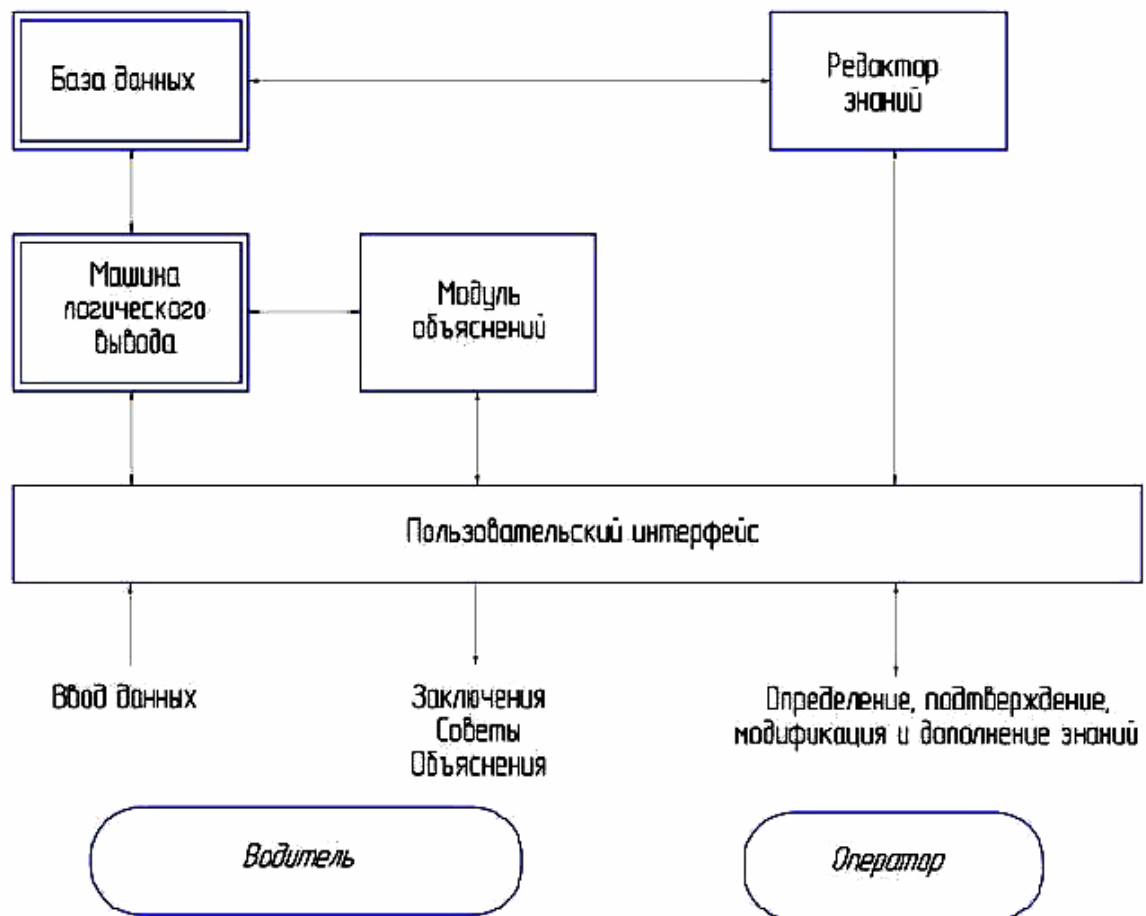 База данных
Редактор
знаний
Машина
логического
вывода
Модуль
объяснений
Пользовательский интерфейс
Ввод данных
Заключения
Советы
Объяснения
Определение, подтверждение,
модификация и дополнение знаний
Водитель
Оператор